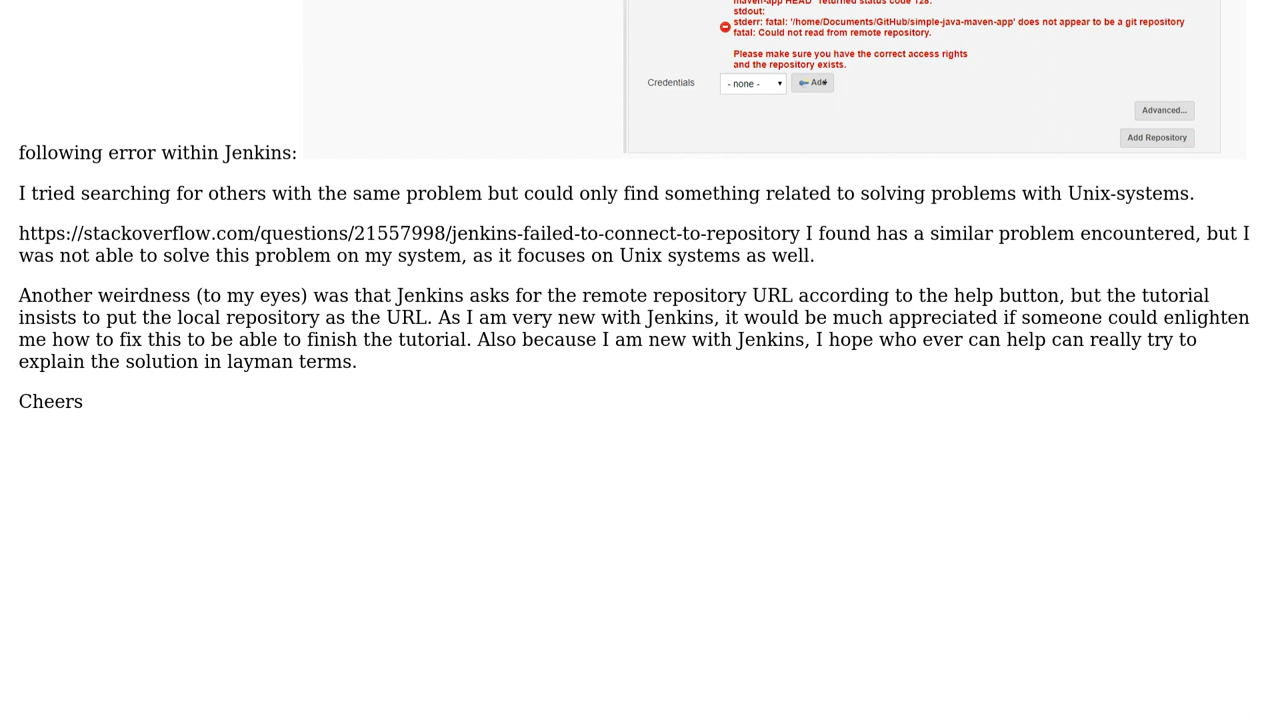 maven-app HEAD" returned status code 128:
stdout:
stderr: fatal: '/home/Documents/GitHub/simple-java-maven-app' does not appear to be a git repository
fatal: Could not read from remote repository.
Please make sure you have the correct access rights
and the repository exists.
Credentials
- none -
Add
Advanced...
Add Repository
following error within Jenkins:
I tried searching for others with the same problem but could only find something related to solving problems with Unix-systems.
https://stackoverflow.com/questions/21557998/jenkins-failed-to-connect-to-repository I found has a similar problem encountered, but I
was not able to solve this problem on my system, as it focuses on Unix systems as well.
Another weirdness (to my eyes) was that Jenkins asks for the remote repository URL according to the help button, but the tutorial
insists to put the local repository as the URL. As I am very new with Jenkins, it would be much appreciated if someone could enlighten
me how to fix this to be able to finish the tutorial. Also because I am new with Jenkins, I hope who ever can help can really try to
explain the solution in layman terms.
Cheers